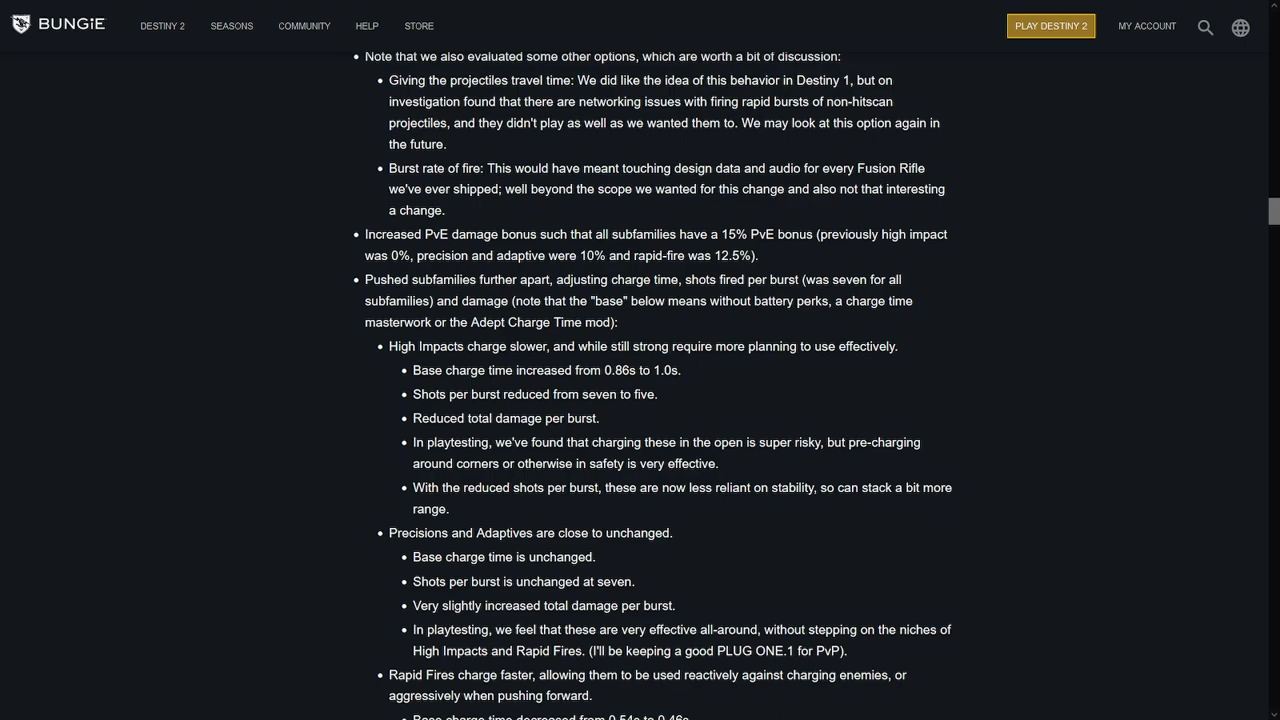 BUNGiE
DESTINY 2
SEASONS
COMMUNITY
HELP
STORE
PLAY DESTINY 2
MY ACCOUNT
• Note that we also evaluated some other options, which are worth a bit of discussion:
• Giving the projectiles travel time: We did like the idea of this behavior in Destiny 1, but on
investigation found that there are networking issues with firing rapid bursts of non-hitscan
projectiles, and they didn't play as well as we wanted them to. We may look at this option again in
the future.
• Burst rate of fire: This would have meant touching design data and audio for every Fusion Rifle
we've ever shipped; well beyond the scope we wanted for this change and also not that interesting
a change.
• Increased PvE damage bonus such that all subfamilies have a 15% PvE bonus (previously high impact
was 0%, precision and adaptive were 10% and rapid-fire was 12.5%).
• Pushed subfamilies further apart, adjusting charge time, shots fired per burst (was seven for all
subfamilies) and damage (note that the "base" below means without battery perks, a charge time
masterwork or the Adept Charge Time mod):
• High Impacts charge slower, and while still strong require more planning to use effectively.
• Base charge time increased from 0.86s to 1.0s.
• Shots per burst reduced from seven to five.
• Reduced total damage per burst.
• In playtesting, we've found that charging these in the open is super risky, but pre-charging
around corners or otherwise in safety is very effective.
• With the reduced shots per burst, these are now less reliant on stability, so can stack a bit more
range.
• Precisions and Adaptives are close to unchanged.
• Base charge time is unchanged.
• Shots per burst is unchanged at seven.
• Very slightly increased total damage per burst.
• In playtesting, we feel that these are very effective all-around, without stepping on the niches of
High Impacts and Rapid Fires. (I'll be keeping a good PLUG ONE.1 for PvP).
• Rapid Fires charge faster, allowing them to be used reactively against charging enemies, or
aggressively when pushing forward.
• Base charge time decreased from 0.54s to 0.46s.